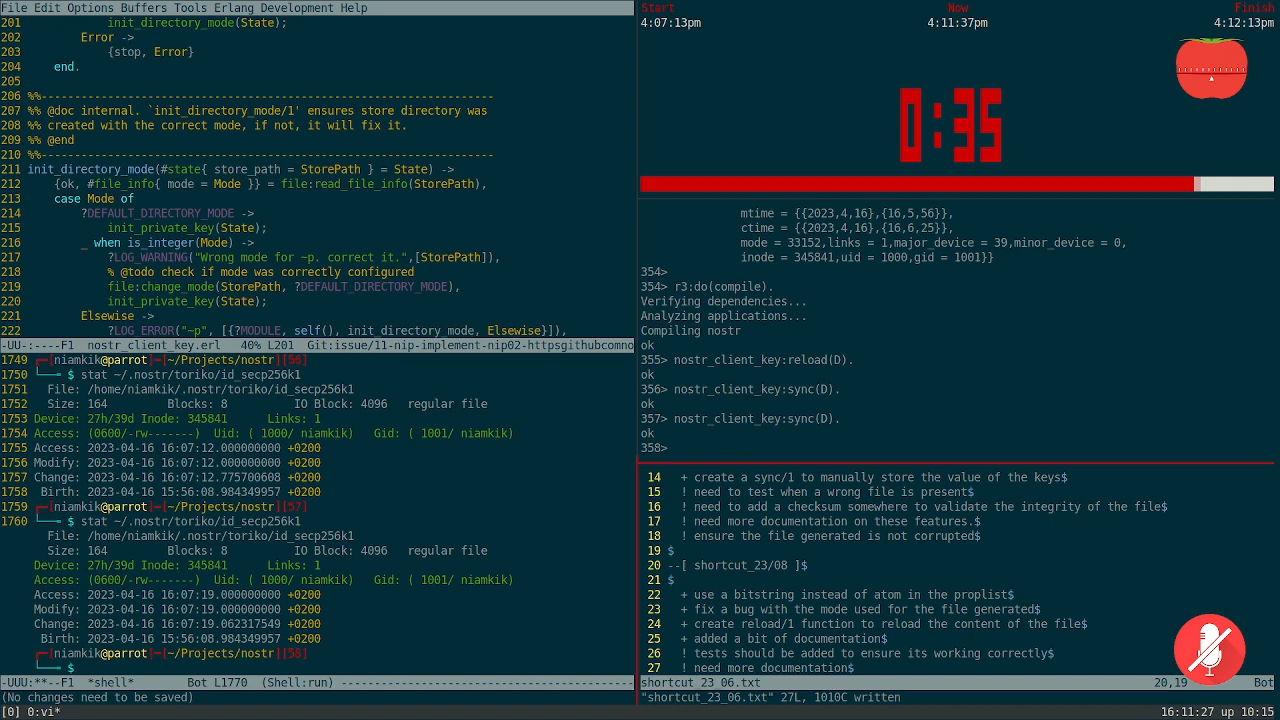 File Edit Options Buffers Tools Erlang Development Help
201             init_directory_mode(State);
202         Error ->
203             {stop, Error}
204     end.
205
206 %%--------------------------------------------------------------------
207 %% @doc internal. `init_directory_mode/1' ensures store directory was
208 %% created with the correct mode, if not, it will fix it.
209 %% @end
210 %%--------------------------------------------------------------------
211 init_directory_mode(#state{ store_path = StorePath } = State) ->
212     {ok, #file_info{ mode = Mode }} = file:read_file_info(StorePath),
213     case Mode of
214         ?DEFAULT_DIRECTORY_MODE ->
215             init_private_key(State);
216         _ when is_integer(Mode) ->
217             ?LOG_WARNING("Wrong mode for ~p. correct it.",[StorePath]),
218             % @todo check if mode was correctly configured
219             file:change_mode(StorePath, ?DEFAULT_DIRECTORY_MODE),
220             init_private_key(State);
221         Elsewise ->
222             ?LOG_ERROR("~p", [{?MODULE, self(), init_directory_mode, Elsewise}]),
-UU-:----F1  nostr_client_key.erl   40% L201  Git:issue/11-nip-implement-nip02-httpsgithubcomno
1749 ┌─[niamkik@parrot]─[~/Projects/nostr][56]
1750 └──╼ $ stat ~/.nostr/toriko/id_secp256k1
1751   File: /home/niamkik/.nostr/toriko/id_secp256k1
1752   Size: 164       Blocks: 8          IO Block: 4096   regular file
1753 Device: 27h/39d Inode: 345841      Links: 1
1754 Access: (0600/-rw-------)  Uid: ( 1000/ niamkik)   Gid: ( 1001/ niamkik)
1755 Access: 2023-04-16 16:07:12.000000000 +0200
1756 Modify: 2023-04-16 16:07:12.000000000 +0200
1757 Change: 2023-04-16 16:07:12.775700608 +0200
1758  Birth: 2023-04-16 15:56:08.984349957 +0200
1759 ┌─[niamkik@parrot]─[~/Projects/nostr][57]
1760 └──╼ $ stat ~/.nostr/toriko/id_secp256k1
  File: /home/niamkik/.nostr/toriko/id_secp256k1
  Size: 164       Blocks: 8          IO Block: 4096   regular file
Device: 27h/39d Inode: 345841      Links: 1
Access: (0600/-rw-------)  Uid: ( 1000/ niamkik)   Gid: ( 1001/ niamkik)
Access: 2023-04-16 16:07:19.000000000 +0200
Modify: 2023-04-16 16:07:19.000000000 +0200
Change: 2023-04-16 16:07:19.062317549 +0200
 Birth: 2023-04-16 15:56:08.984349957 +0200
┌─[niamkik@parrot]─[~/Projects/nostr][58]
└──╼ $
-UUU:**--F1  *shell*        Bot L1770  (Shell:run) ---------------------------------
(No changes need to be saved)
Start Now Finish
4:07:13pm 4:11:37pm 4:12:13pm
0:35
mtime = {{2023,4,16},{16,5,56}},
ctime = {{2023,4,16},{16,6,25}},
mode = 33152,links = 1,major_device = 39,minor_device = 0,
inode = 345841,uid = 1000,gid = 1001}}
354>
354> r3:do(compile).
Verifying dependencies...
Analyzing applications...
Compiling nostr
ok
355> nostr_client_key:reload(D).
ok
356> nostr_client_key:sync(D).
ok
357> nostr_client_key:sync(D).
ok
358>
14   + create a sync/1 to manually store the value of the keys$
15   ! need to test when a wrong file is present$
16   ! need to add a checksum somewhere to validate the integrity of the file$
17   ! need more documentation on these features.$
18   ! ensure the file generated is not corrupted$
19 $
20 --[ shortcut_23/08 ]$
21 $
22   + use a bitstring instead of atom in the proplist$
23   + fix a bug with the mode used for the file generated$
24   + create reload/1 function to reload the content of the file$
25   + added a bit of documentation$
26   ! tests should be added to ensure its working correctly$
27   ! need more documentation$
shortcut_23_06.txt 20,19 Bot
"shortcut_23_06.txt" 27L, 1010C written
[0] 0:vi* 16:11:27 up 10:15